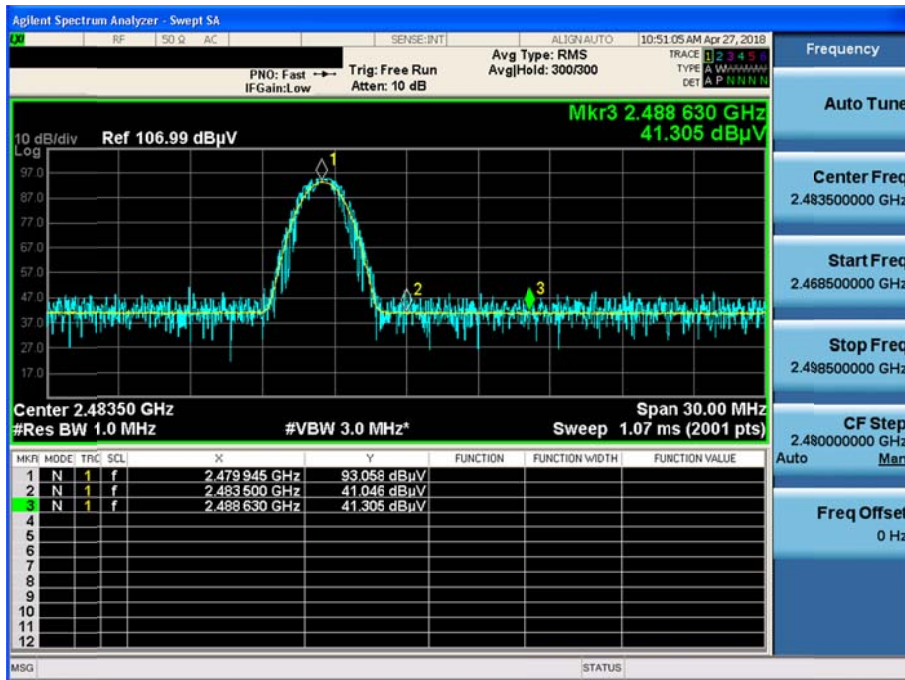 Agilent Spectrum Analyzer - Swept SA
LXI RF 50 Ω AC SENSE:INT ALIGN AUTO 10:51:05 AM Apr 27, 2018
PNO: Fast Trig: Free Run Avg Type: RMS TRACE 1 2 3 4 5 6
IFGain:Low Atten: 10 dB Avg|Hold: 300/300 TYPE A W
DET A P N N N N
Mkr3 2.488 630 GHz
41.305 dBµV
10 dB/div Ref 106.99 dBµV
Log
97.0
87.0
77.0
67.0
57.0
47.0
37.0
27.0
17.0
1
2
3
Center 2.48350 GHz Span 30.00 MHz
#Res BW 1.0 MHz #VBW 3.0 MHz* Sweep 1.07 ms (2001 pts)
MKR MODE TRC SCL X Y FUNCTION FUNCTION WIDTH FUNCTION VALUE
1 N 1 f 2.479 945 GHz 93.058 dBµV
2 N 1 f 2.483 500 GHz 41.046 dBµV
3 N 1 f 2.488 630 GHz 41.305 dBµV
4
5
6
7
8
9
10
11
12
MSG STATUS
Frequency
Auto Tune
Center Freq
2.483500000 GHz
Start Freq
2.468500000 GHz
Stop Freq
2.498500000 GHz
CF Step
2.480000000 GHz
Auto Man
Freq Offset
0 Hz